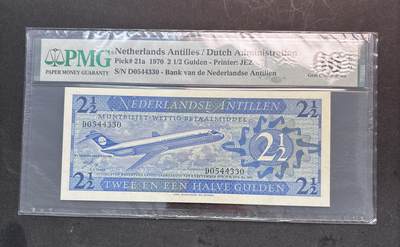 PMG
PAPER MONEY GUARANTY
Netherlands Antilles / Dutch Administration
Pick# 21a 1970 2 1/2 Gulden - Printer: JEZ
S/N D0544330 - Bank van de Nederlandse Antillen
2½ NEDERLANDSE ANTILLEN 2½
MUNTBILJET·WETTIG BETAALMIDDEL
D0544330
2½
D0544330
2½ TWEE EN EEN HALVE GULDEN 2½